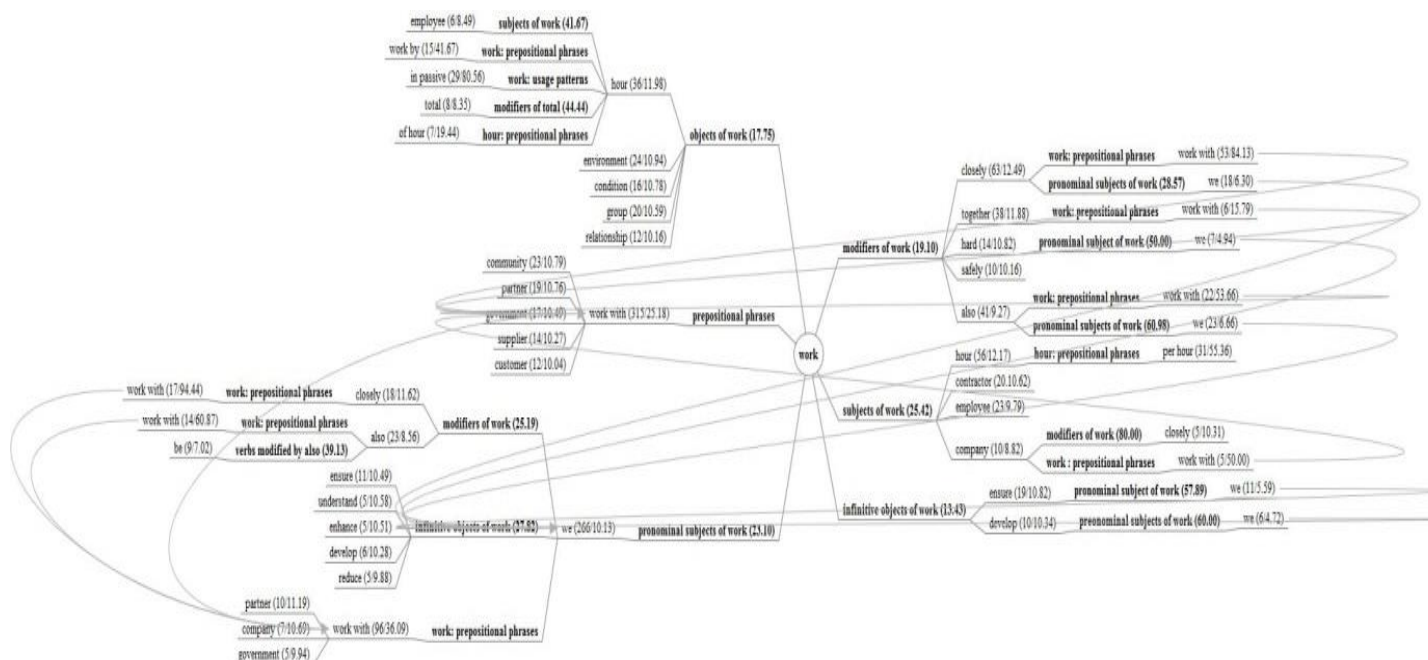 employee (6/8.49) subjects of work (41.67)
work by (15/41.67) work: prepositional phrases
in passive (29/80.56) work: usage patterns
total (8/8.35) modifiers of total (44.44)
of hour (7/19.44) hour: prepositional phrases
hour (36/11.98)
environment (24/10.94)
condition (16/10.78)
group (20/10.59)
relationship (12/10.16)
objects of work (17.75)
community (23/10.79)
partner (19/10.76)
government (17/10.49)
supplier (14/10.27)
customer (12/10.04)
work with (315/25.18) prepositional phrases
work with (17/94.44) work: prepositional phrases closely (18/11.62)
work with (14/60.87) work: prepositional phrases
also (23/8.56)
be (9/7.02) verbs modified by also (39.13)
modifiers of work (25.19)
ensure (11/10.49)
understand (5/10.58)
enhance (5/10.51)
develop (6/10.28)
reduce (5/9.88)
infinitive objects of work (27.82) we (266/10.13) pronominal subjects of work (23.10)
partner (10/11.19)
company (7/10.69)
government (5/9.94)
work with (96/36.09) work: prepositional phrases
work
modifiers of work (19.10)
closely (63/12.49)
work: prepositional phrases work with (53/84.13)
pronominal subjects of work (28.57) we (18/6.30)
together (38/11.88) work: prepositional phrases work with (6/15.79)
hard (14/10.82) pronominal subject of work (50.00) we (7/4.94)
safely (10/10.16)
also (41/9.27)
work: prepositional phrases work with (22/53.66)
pronominal subjects of work (60.98) we (23/6.66)
subjects of work (25.42)
hour (56/12.17) hour: prepositional phrases per hour (31/55.36)
contractor (20.10.62)
employee (23/9.79)
company (10/8.82)
modifiers of work (80.00) closely (5/10.31)
work : prepositional phrases work with (5/50.00)
infinitive objects of work (13.43)
ensure (19/10.82) pronominal subject of work (57.89) we (11/5.59)
develop (10/10.34) preonominal subjects of work (60.00) we (6/4.72)